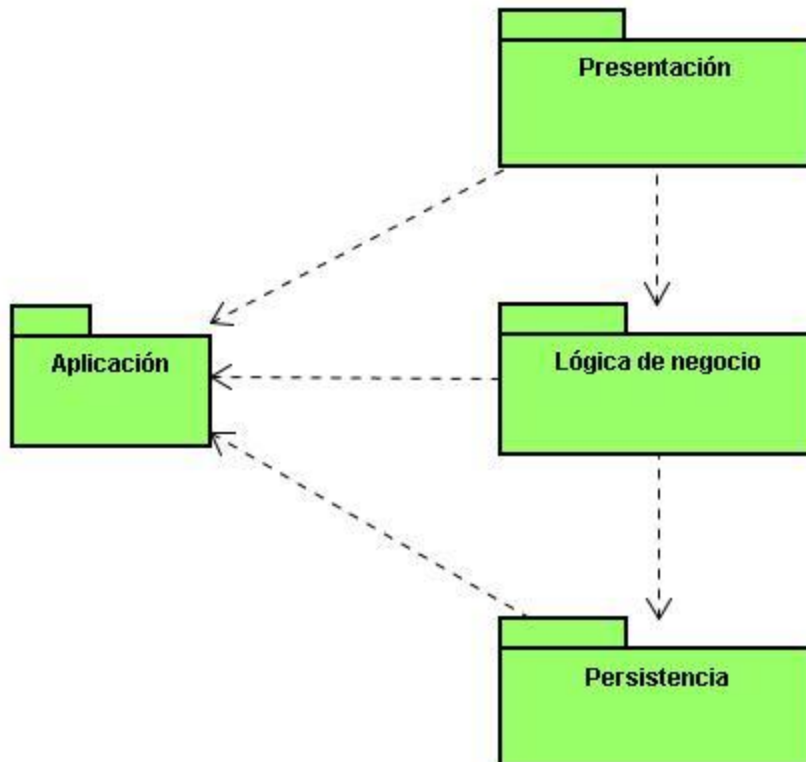 Presentación
Aplicación
Lógica de negocio
Persistencia